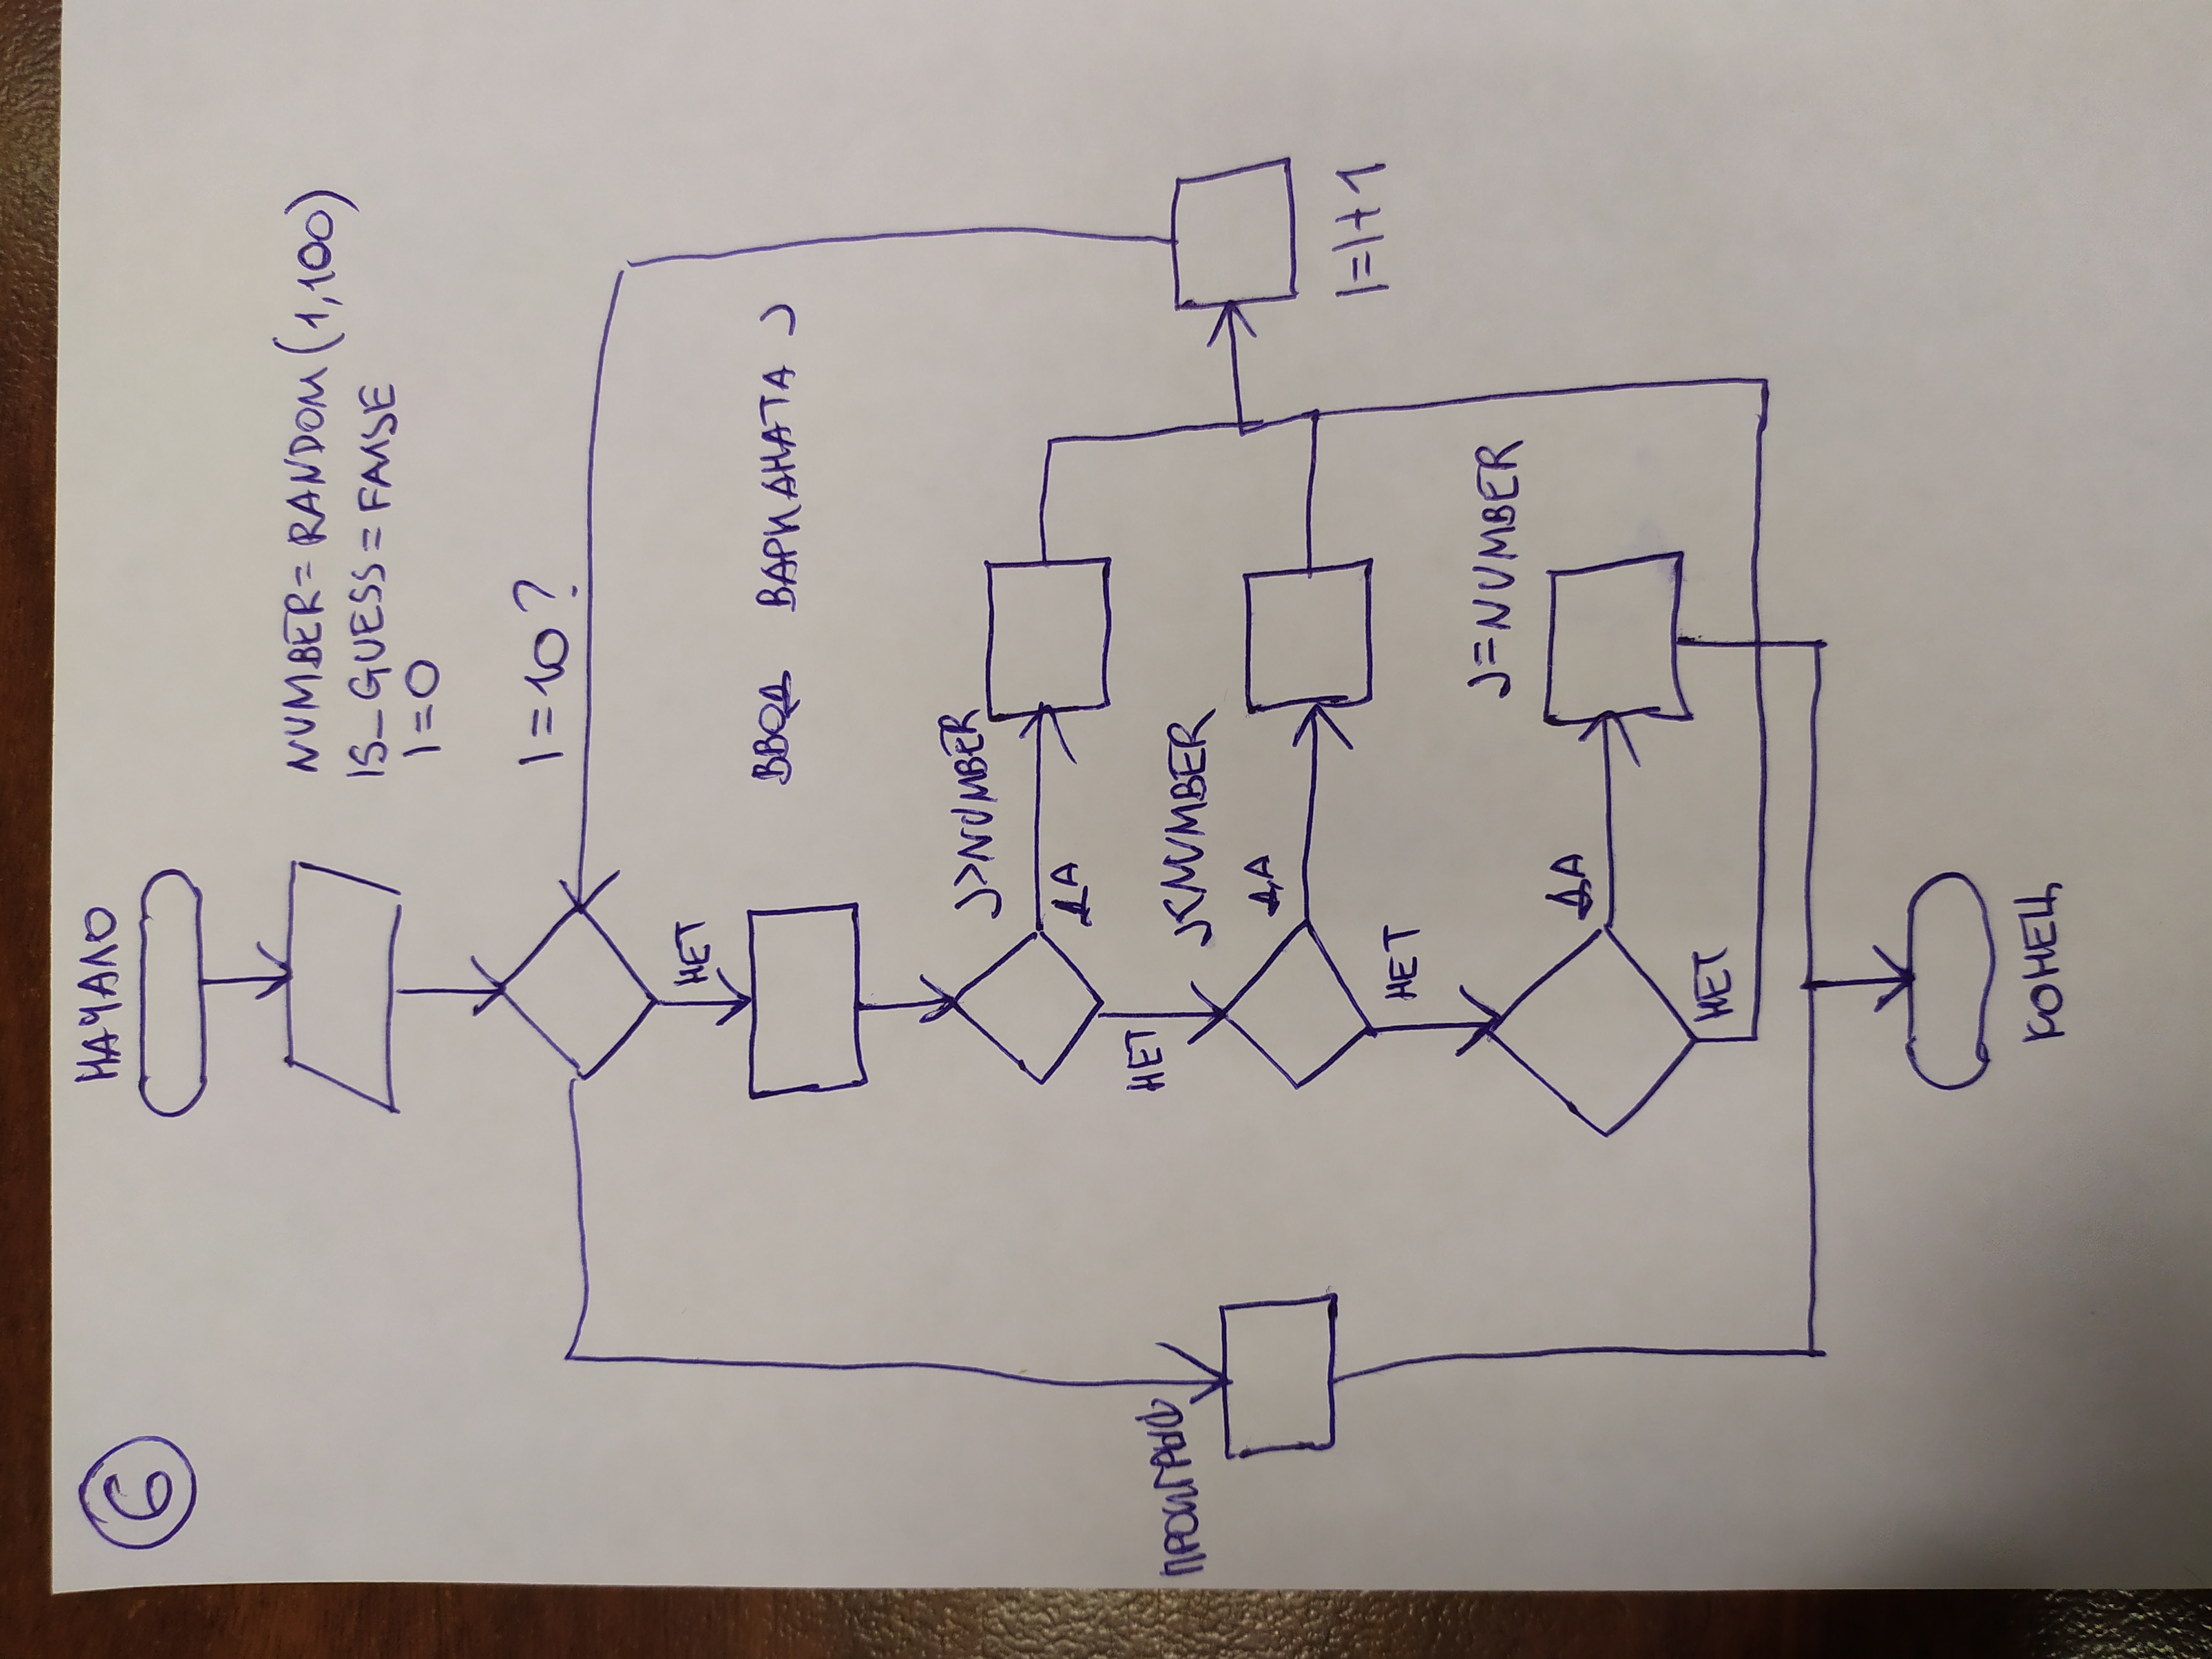 6
НАЧАЛО
NUMBER=RANDOM(1,100)
IS_GUESS=FALSE
I=0
I=10?
НЕТ
ВВОД ВАРИАНАТА J
J>NUMBER
ДА
НЕТ
ПРОИГРЫШ
J<NUMBER
ДА
I=I+1
НЕТ
J=NUMBER
ДА
НЕТ
КОНЕЦ